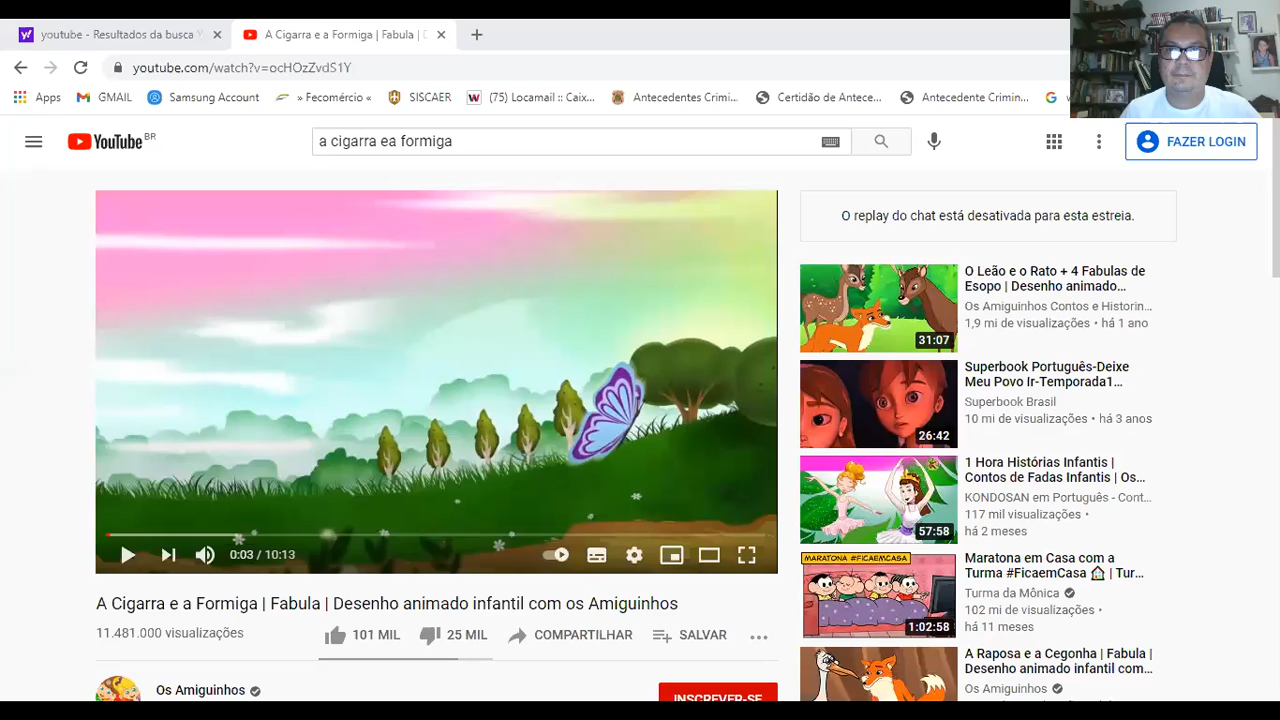 youtube - Resultados da busca
A Cigarra e a Formiga | Fabula |
youtube.com/watch?v=ocHOzZvdS1Y
Apps
GMAIL
Samsung Account
» Fecomércio
SISCAER
(75) Locamail :: Caix...
Antecedentes Crimi...
Certidão de Antece...
Antecedente Crimin...
YouTube BR
a cigarra ea formiga
FAZER LOGIN
O replay do chat está desativada para esta estreia.
0:03 / 10:13
A Cigarra e a Formiga | Fabula | Desenho animado infantil com os Amiguinhos
11.481.000 visualizações
101 MIL
25 MIL
COMPARTILHAR
SALVAR
Os Amiguinhos
INSCREVER-SE
31:07
O Leão e o Rato + 4 Fabulas de
Esopo | Desenho animado...
Os Amiguinhos Contos e Historin...
1,9 mi de visualizações • há 1 ano
26:42
Superbook Português-Deixe
Meu Povo Ir-Temporada1...
Superbook Brasil
10 mi de visualizações • há 3 anos
57:58
1 Hora Histórias Infantis |
Contos de Fadas Infantis | Os...
KONDOSAN em Português - Cont...
117 mil visualizações •
há 2 meses
MARATONA #FICAEMCASA
1:02:58
Maratona em Casa com a
Turma #FicaemCasa 🏠 | Tur...
Turma da Mônica
102 mi de visualizações •
há 11 meses
A Raposa e a Cegonha | Fabula |
Desenho animado infantil com...
Os Amiguinhos